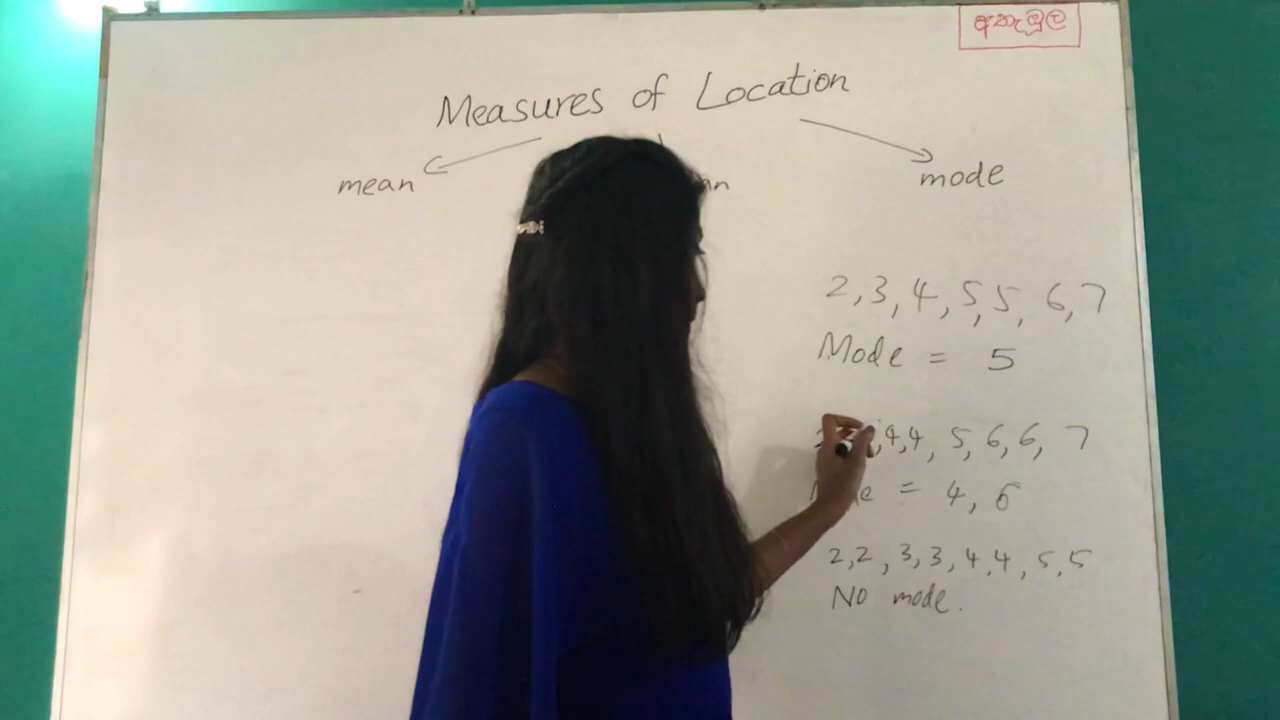 අතැඹුල
Measures of Location
mean
mode
2,3,4,5,5,6,7
Mode = 5
4,4,5,6,6,7
= 4,6
2,2,3,3,4,4,5,5
No mode.